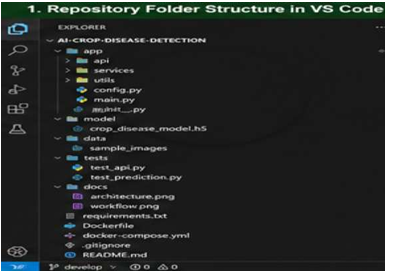 1. Repository Folder Structure in VS Code
EXPLORER
AI-CROP-DISEASE-DETECTION
app
api
services
utils
config.py
main.py
model
crop_disease_model.h5
data
sample_images
tests
test_api.py
test_prediction.py
docs
architecture.png
workflow.png
requirements.txt
Dockerfile
docker-compose.yml
.gitignore
README.md
develop 0 0